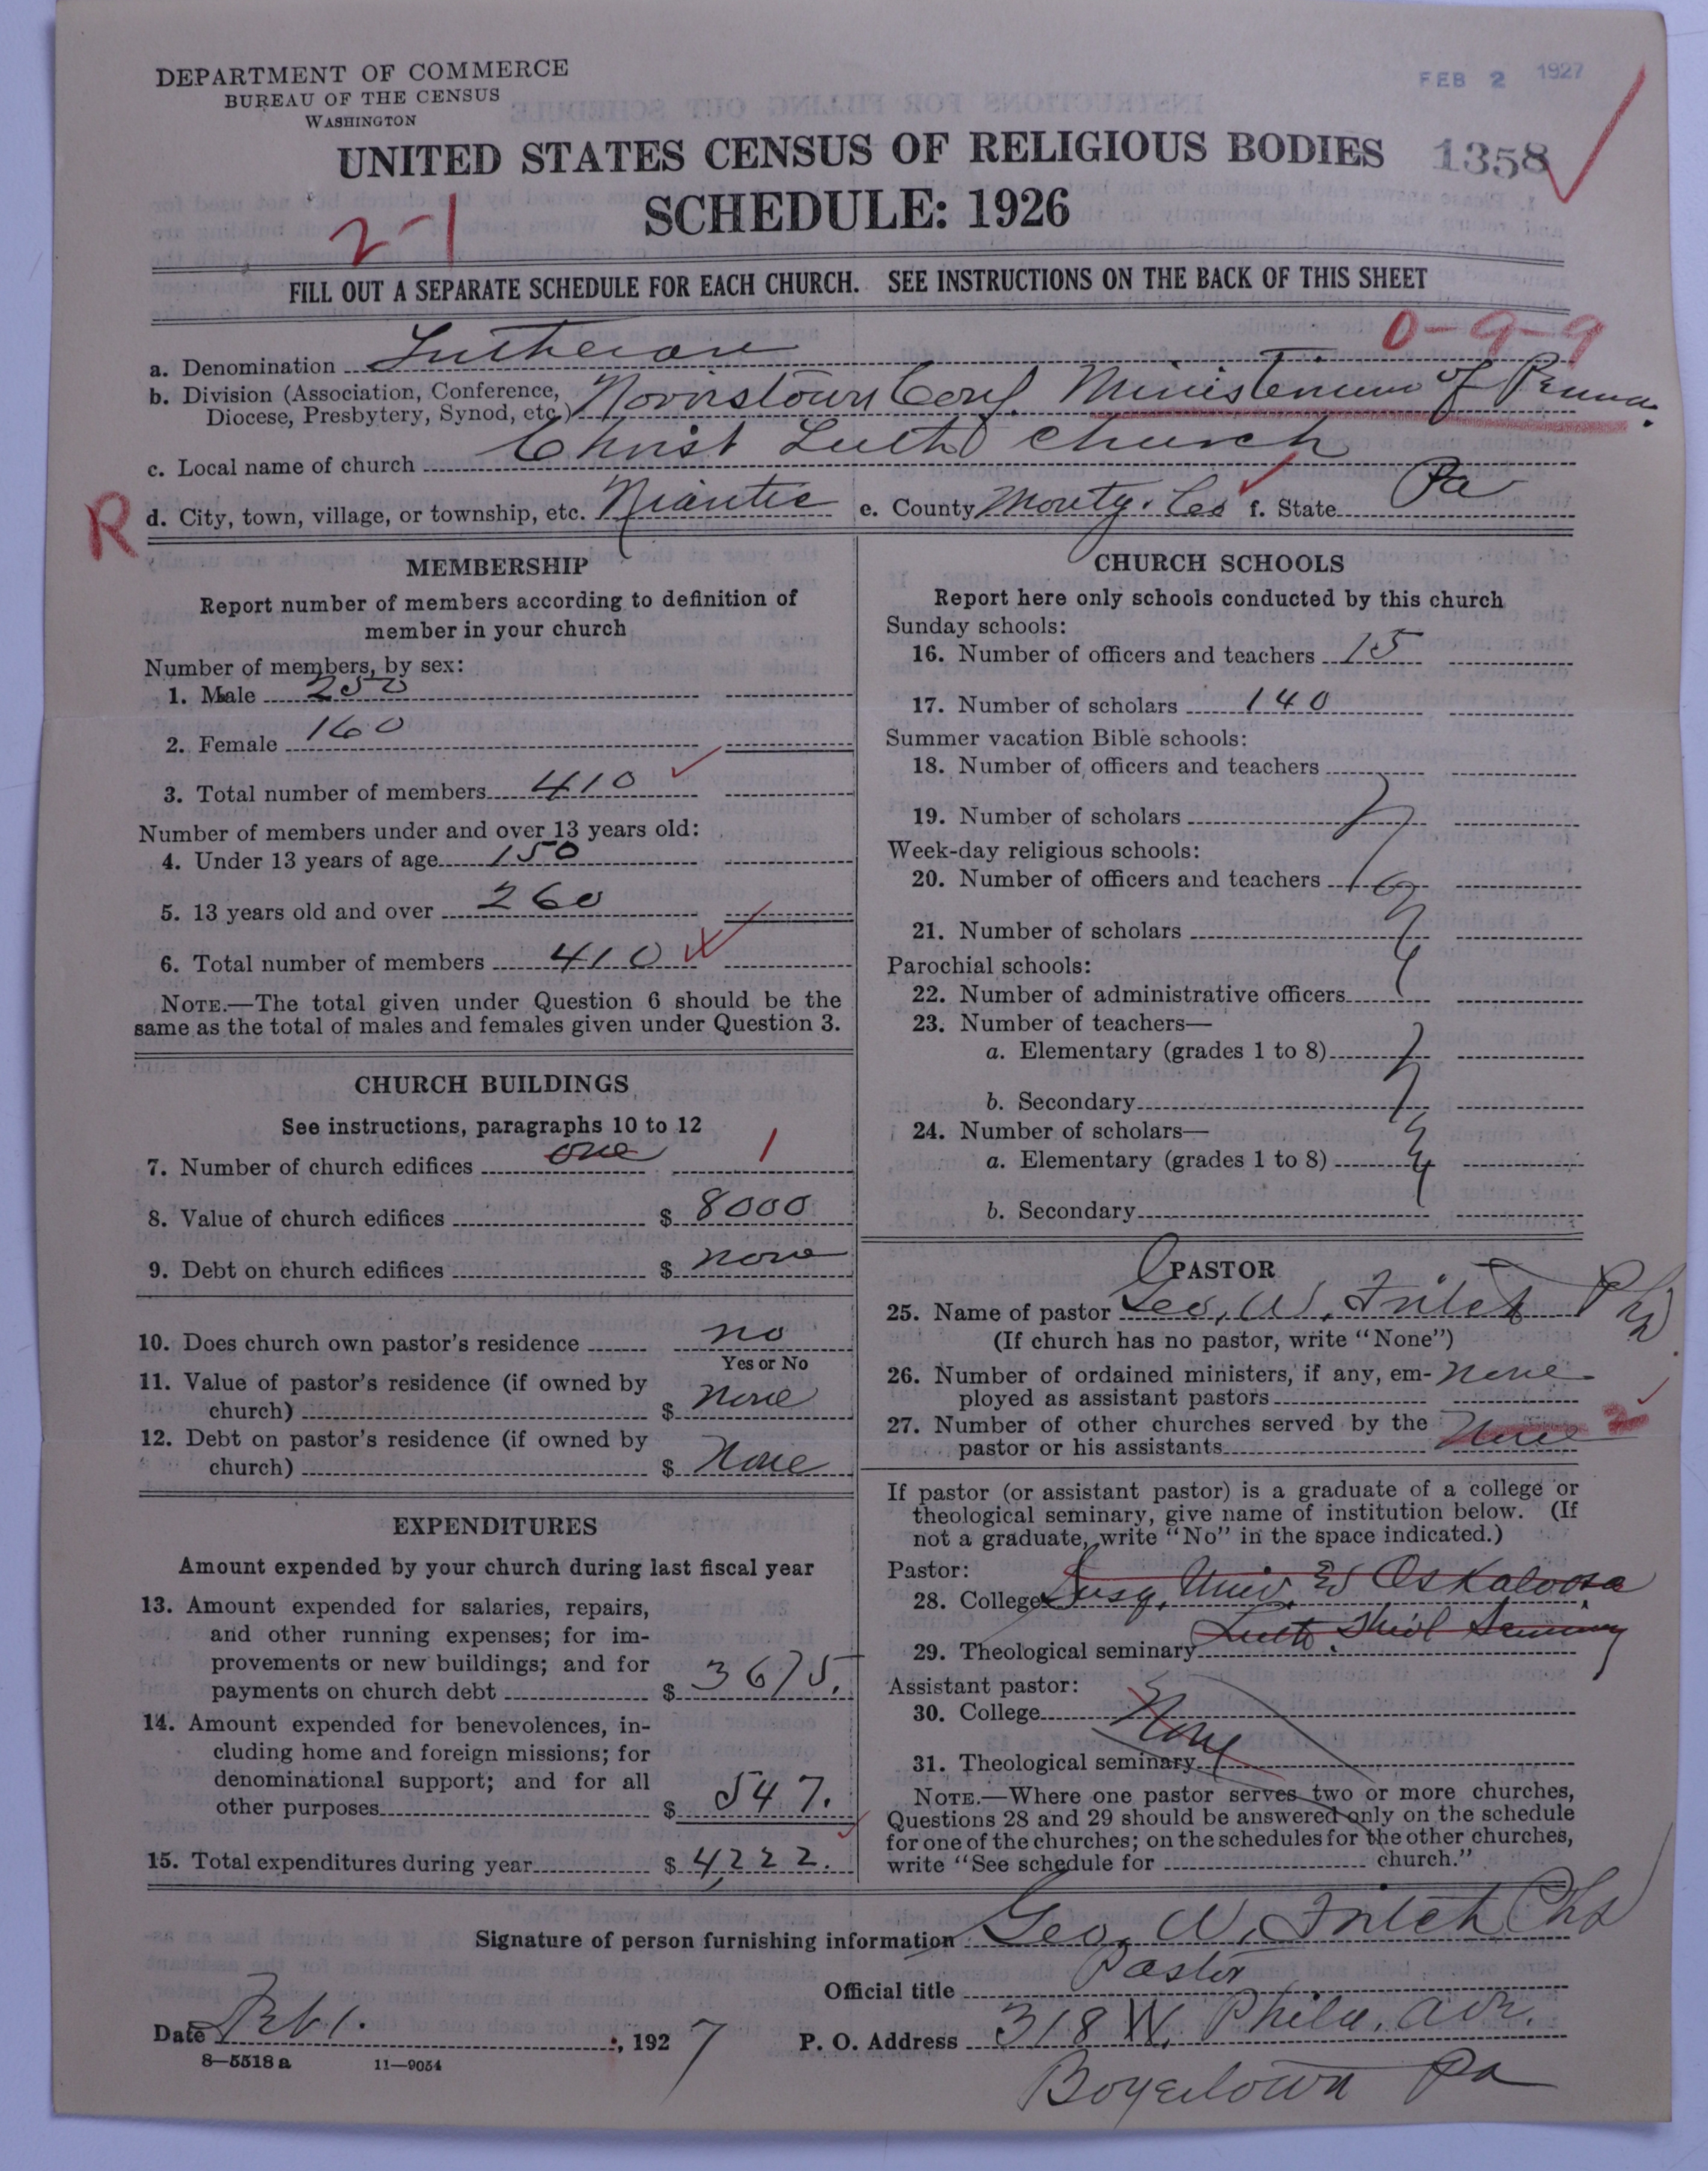 DEPARTMENT OF COMMERCE
BUREAU OF THE CENSUS
WASHINGTON
FEB 2 1927
UNITED STATES CENSUS OF RELIGIOUS BODIES
1358
SCHEDULE: 1926
2-1
FILL OUT A SEPARATE SCHEDULE FOR EACH CHURCH. SEE INSTRUCTIONS ON THE BACK OF THIS SHEET
0-9-9
a. Denomination Lutheran
b. Division (Association, Conference, Diocese, Presbytery, Synod, etc.) Norristown Conf. Ministerium of Penna.
c. Local name of church Christ Luth Church
R
d. City, town, village, or township, etc. Niantic e. County Montg. Co f. State Pa
MEMBERSHIP
Report number of members according to definition of
member in your church
Number of members, by sex:
1. Male 250
2. Female 160
3. Total number of members 410
Number of members under and over 13 years old:
4. Under 13 years of age 150
5. 13 years old and over 260
6. Total number of members 410
NOTE.—The total given under Question 6 should be the
same as the total of males and females given under Question 3.
CHURCH BUILDINGS
See instructions, paragraphs 10 to 12
7. Number of church edifices one 1
8. Value of church edifices $ 8000
9. Debt on church edifices $ none
10. Does church own pastor's residence no
Yes or No
11. Value of pastor's residence (if owned by
church) $ none
12. Debt on pastor's residence (if owned by
church) $ None
EXPENDITURES
Amount expended by your church during last fiscal year
13. Amount expended for salaries, repairs,
and other running expenses; for im-
provements or new buildings; and for
payments on church debt $ 3675.
14. Amount expended for benevolences, in-
cluding home and foreign missions; for
denominational support; and for all
other purposes $ 547.
15. Total expenditures during year $ 4222.
CHURCH SCHOOLS
Report here only schools conducted by this church
Sunday schools:
16. Number of officers and teachers 15
17. Number of scholars 140
Summer vacation Bible schools:
18. Number of officers and teachers
19. Number of scholars
Week-day religious schools:
20. Number of officers and teachers
21. Number of scholars
Parochial schools:
22. Number of administrative officers
23. Number of teachers—
a. Elementary (grades 1 to 8)
b. Secondary
24. Number of scholars—
a. Elementary (grades 1 to 8)
b. Secondary
PASTOR
25. Name of pastor Geo. W. Fritch PhD
(If church has no pastor, write "None")
26. Number of ordained ministers, if any, em-
ployed as assistant pastors none
27. Number of other churches served by the
pastor or his assistants None 2
If pastor (or assistant pastor) is a graduate of a college or
theological seminary, give name of institution below. (If
not a graduate, write "No" in the space indicated.)
Pastor:
28. College Susq. Univ. & Oskaloosa
29. Theological seminary Luth. Theol Seminary
Assistant pastor:
30. College None
31. Theological seminary
NOTE.—Where one pastor serves two or more churches,
Questions 28 and 29 should be answered only on the schedule
for one of the churches; on the schedules for the other churches,
write "See schedule for church."
Signature of person furnishing information Geo. W. Fritch PhD
Official title Pastor
Date Feb 1. , 1927 P. O. Address 318 W. Phila. Ave.
Boyertown Pa
8—5518 a 11—9054